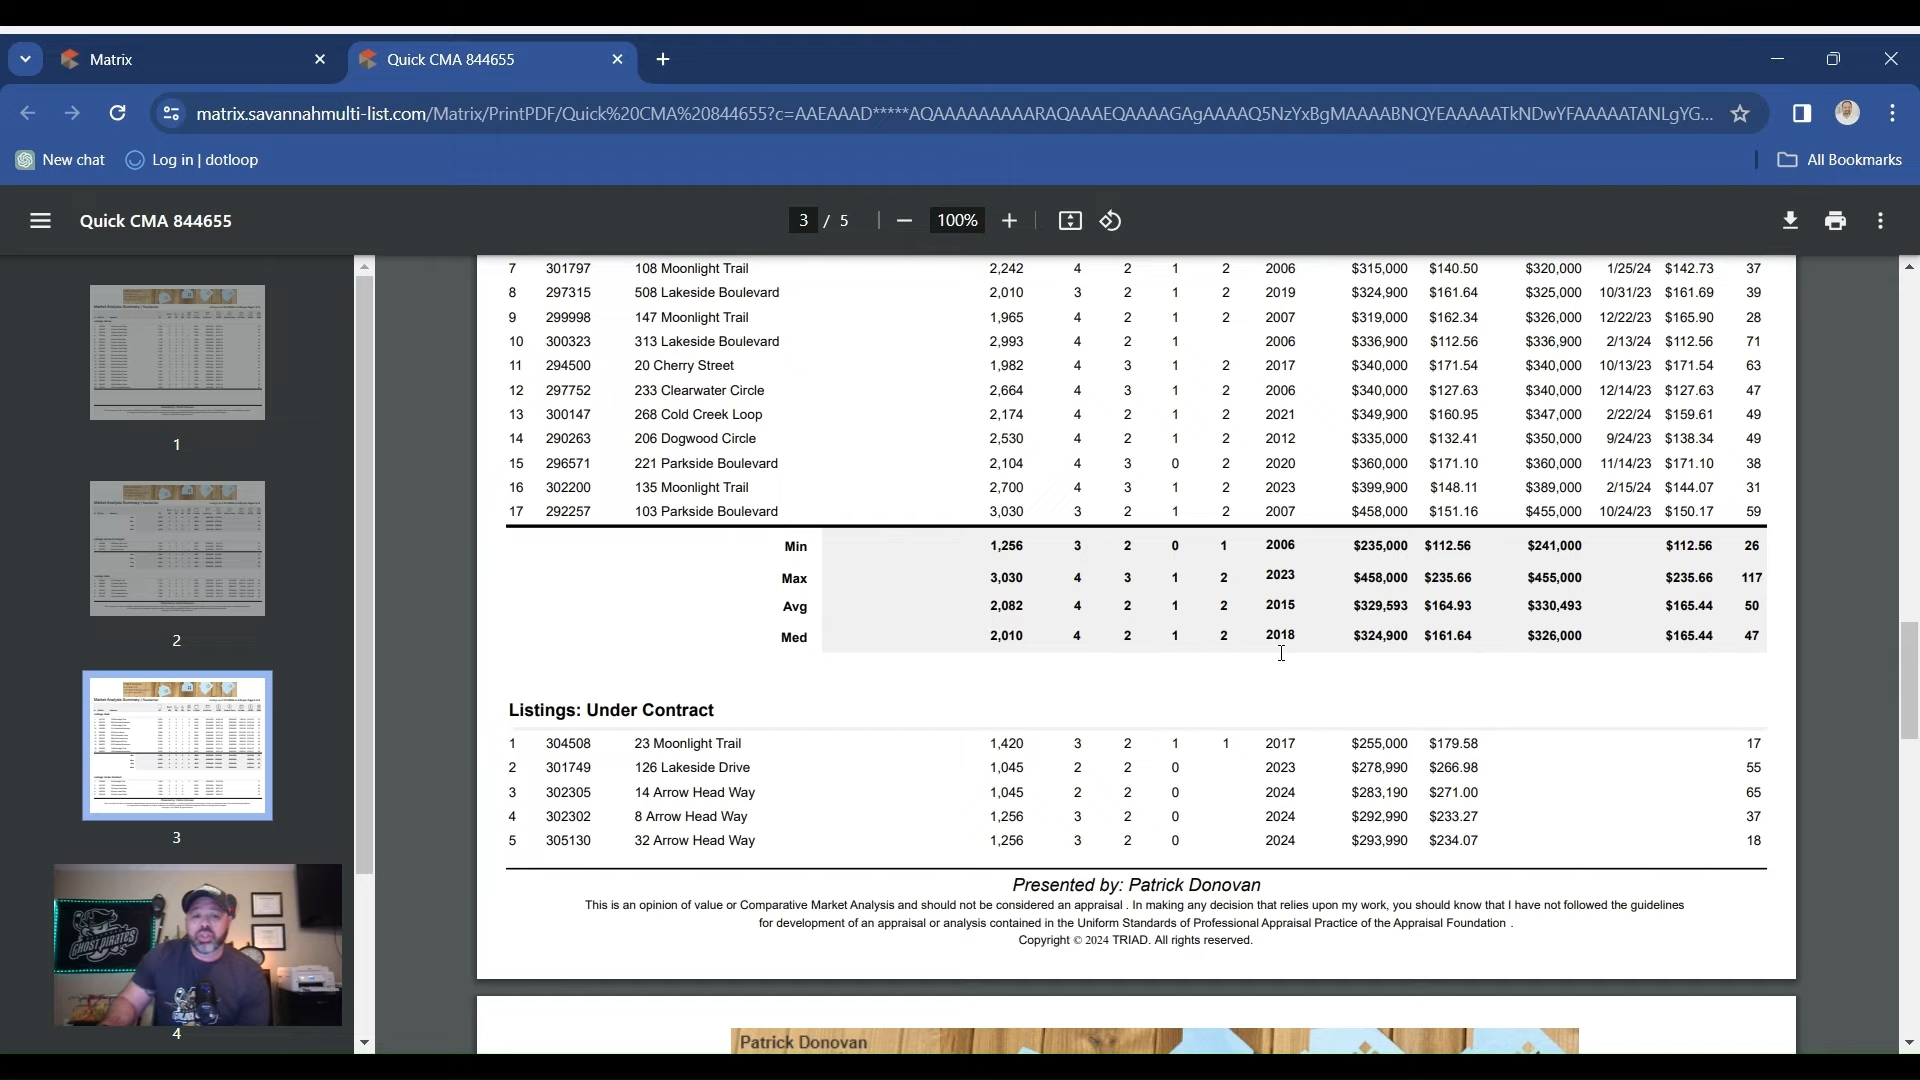 Matrix
Quick CMA 844655
matrix.savannahmulti-list.com/Matrix/PrintPDF/Quick%20CMA%20844655?c=AAEAAAD*****AQAAAAAAAAARAQAAAEQAAAAGAgAAAAQ5NzYxBgMAAAABNQYEAAAAATkNDwYFAAAAATANLgYG...
New chat Log in | dotloop All Bookmarks
Quick CMA 844655 3 / 5 100%
7 301797 108 Moonlight Trail 2,242 4 2 1 2 2006 $315,000 $140.50 $320,000 1/25/24 $142.73 37
8 297315 508 Lakeside Boulevard 2,010 3 2 1 2 2019 $324,900 $161.64 $325,000 10/31/23 $161.69 39
9 299998 147 Moonlight Trail 1,965 4 2 1 2 2007 $319,000 $162.34 $326,000 12/22/23 $165.90 28
10 300323 313 Lakeside Boulevard 2,993 4 2 1 2006 $336,900 $112.56 $336,900 2/13/24 $112.56 71
11 294500 20 Cherry Street 1,982 4 3 1 2 2017 $340,000 $171.54 $340,000 10/13/23 $171.54 63
12 297752 233 Clearwater Circle 2,664 4 3 1 2 2006 $340,000 $127.63 $340,000 12/14/23 $127.63 47
13 300147 268 Cold Creek Loop 2,174 4 2 1 2 2021 $349,900 $160.95 $347,000 2/22/24 $159.61 49
14 290263 206 Dogwood Circle 2,530 4 2 1 2 2012 $335,000 $132.41 $350,000 9/24/23 $138.34 49
15 296571 221 Parkside Boulevard 2,104 4 3 0 2 2020 $360,000 $171.10 $360,000 11/14/23 $171.10 38
16 302200 135 Moonlight Trail 2,700 4 3 1 2 2023 $399,900 $148.11 $389,000 2/15/24 $144.07 31
17 292257 103 Parkside Boulevard 3,030 3 2 1 2 2007 $458,000 $151.16 $455,000 10/24/23 $150.17 59
Min 1,256 3 2 0 1 2006 $235,000 $112.56 $241,000 $112.56 26
Max 3,030 4 3 1 2 2023 $458,000 $235.66 $455,000 $235.66 117
Avg 2,082 4 2 1 2 2015 $329,593 $164.93 $330,493 $165.44 50
Med 2,010 4 2 1 2 2018 $324,900 $161.64 $326,000 $165.44 47
Listings: Under Contract
1 304508 23 Moonlight Trail 1,420 3 2 1 1 2017 $255,000 $179.58 17
2 301749 126 Lakeside Drive 1,045 2 2 0 2023 $278,990 $266.98 55
3 302305 14 Arrow Head Way 1,045 2 2 0 2024 $283,190 $271.00 65
4 302302 8 Arrow Head Way 1,256 3 2 0 2024 $292,990 $233.27 37
5 305130 32 Arrow Head Way 1,256 3 2 0 2024 $293,990 $234.07 18
Presented by: Patrick Donovan
This is an opinion of value or Comparative Market Analysis and should not be considered an appraisal . In making any decision that relies upon my work, you should know that I have not followed the guidelines
for development of an appraisal or analysis contained in the Uniform Standards of Professional Appraisal Practice of the Appraisal Foundation .
Copyright © 2024 TRIAD. All rights reserved.
Patrick Donovan
1
2
3
4
GHOST PIRATES